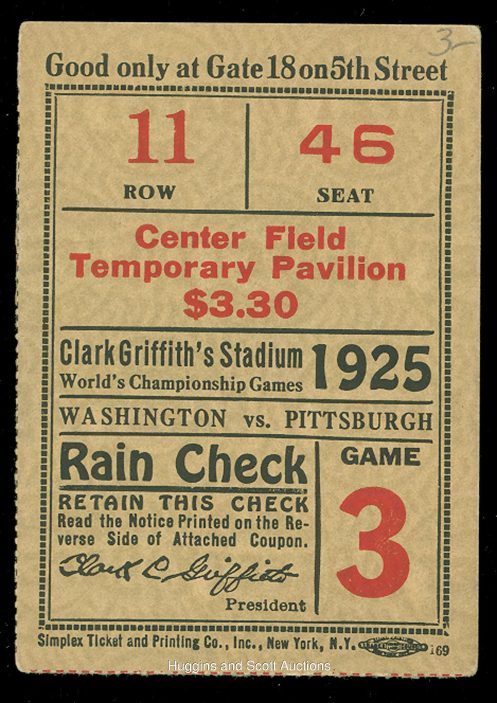 3-
Good only at Gate 18 on 5th Street
11
ROW
46
SEAT
Center Field
Temporary Pavilion
$3.30
Clark Griffith's Stadium
World's Championship Games
1925
WASHINGTON vs. PITTSBURGH
Rain Check
RETAIN THIS CHECK
Read the Notice Printed on the Re-
verse Side of Attached Coupon.
Clark C. Griffith
President
GAME
3
Simplex Ticket and Printing Co., Inc., New York, N.Y.
169
Huggins and Scott Auctions